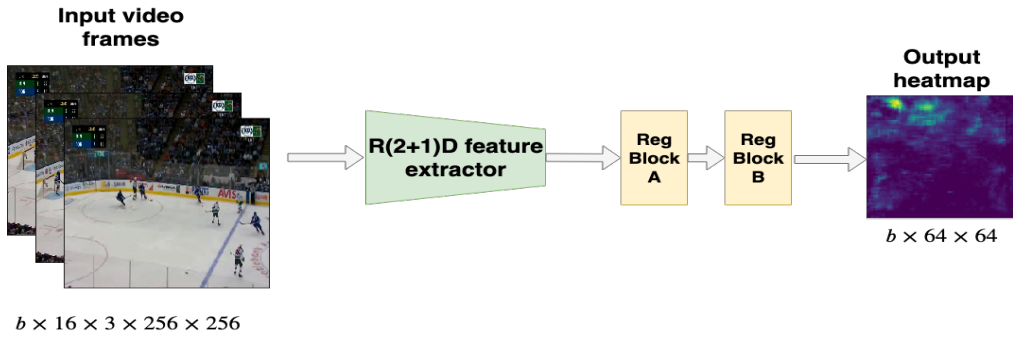 Input video
frames
AVIS
b × 16 × 3 × 256 × 256
R(2+1)D feature
extractor
Reg
Block
A
Reg
Block
B
Output
heatmap
b × 64 × 64